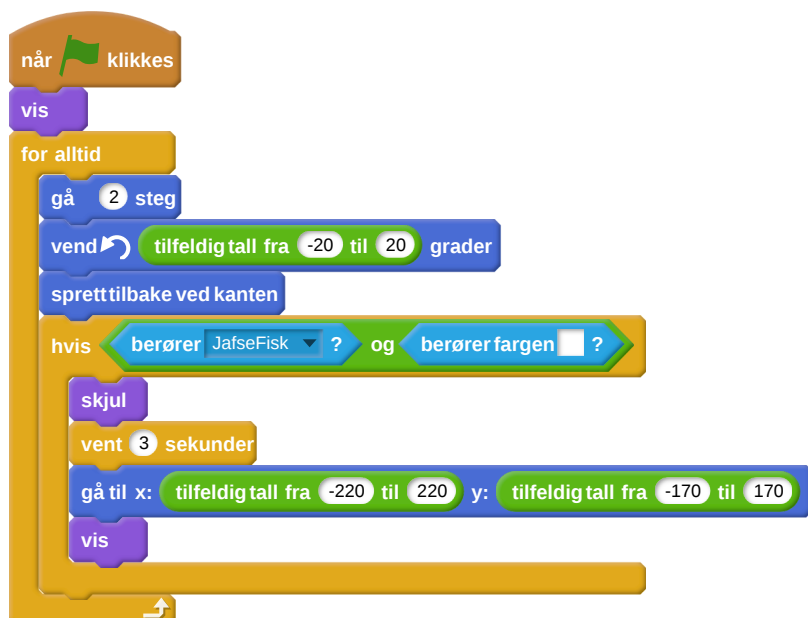 når klikkes
vis
for alltid
gå 2 steg
vend tilfeldig tall fra -20 til 20 grader
sprett tilbake ved kanten
hvis berører JafseFisk ? og berører fargen ?
skjul
vent 3 sekunder
gå til x: tilfeldig tall fra -220 til 220 y: tilfeldig tall fra -170 til 170
vis